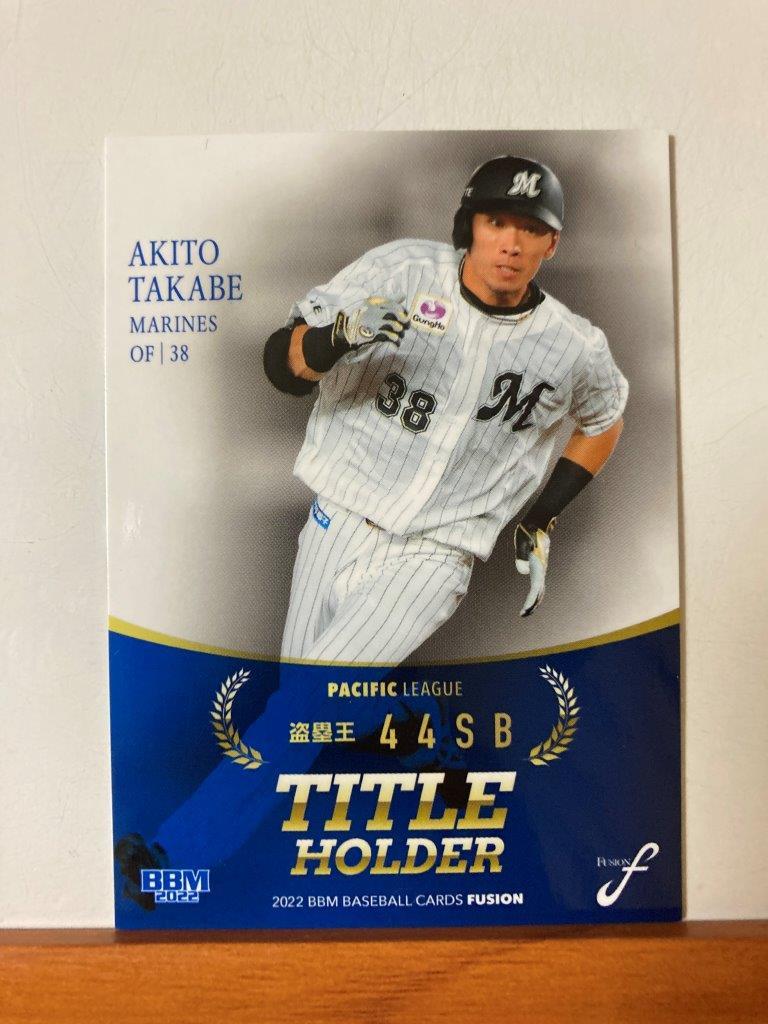 M
AKITO
TAKABE
MARINES
OF | 38
GungHo
38
M
PACIFIC LEAGUE
盗塁王 44SB
TITLE
HOLDER
BBM
2022
2022 BBM BASEBALL CARDS FUSION
FUSION f